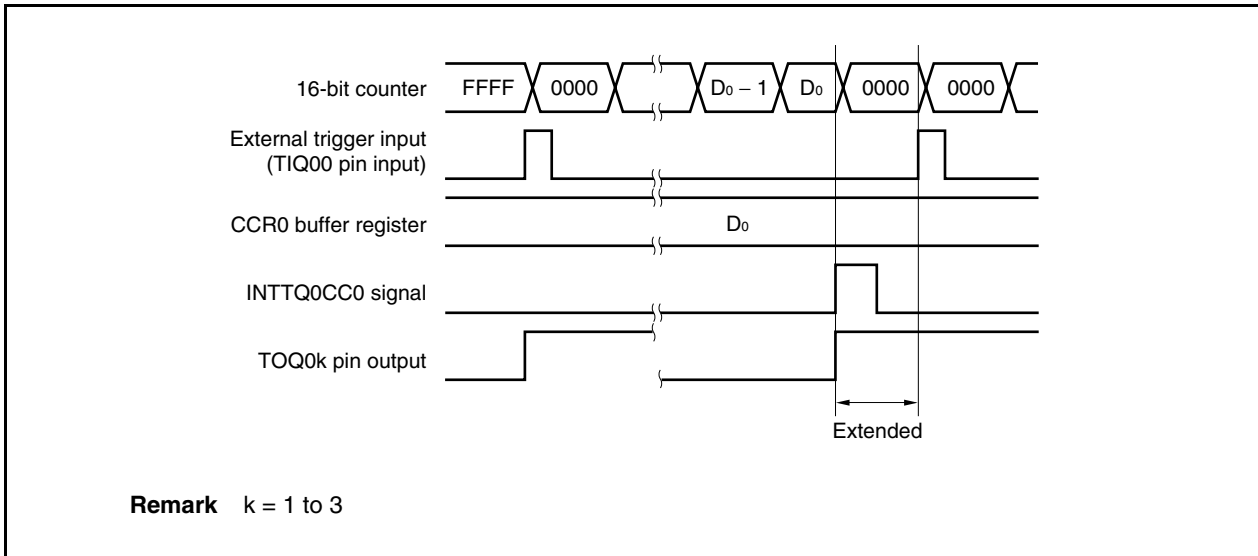 16-bit counter FFFF 0000 D0 − 1 D0 0000 0000
External trigger input
(TIQ00 pin input)
CCR0 buffer register D0
INTTQ0CC0 signal
TOQ0k pin output
Extended
Remark k = 1 to 3